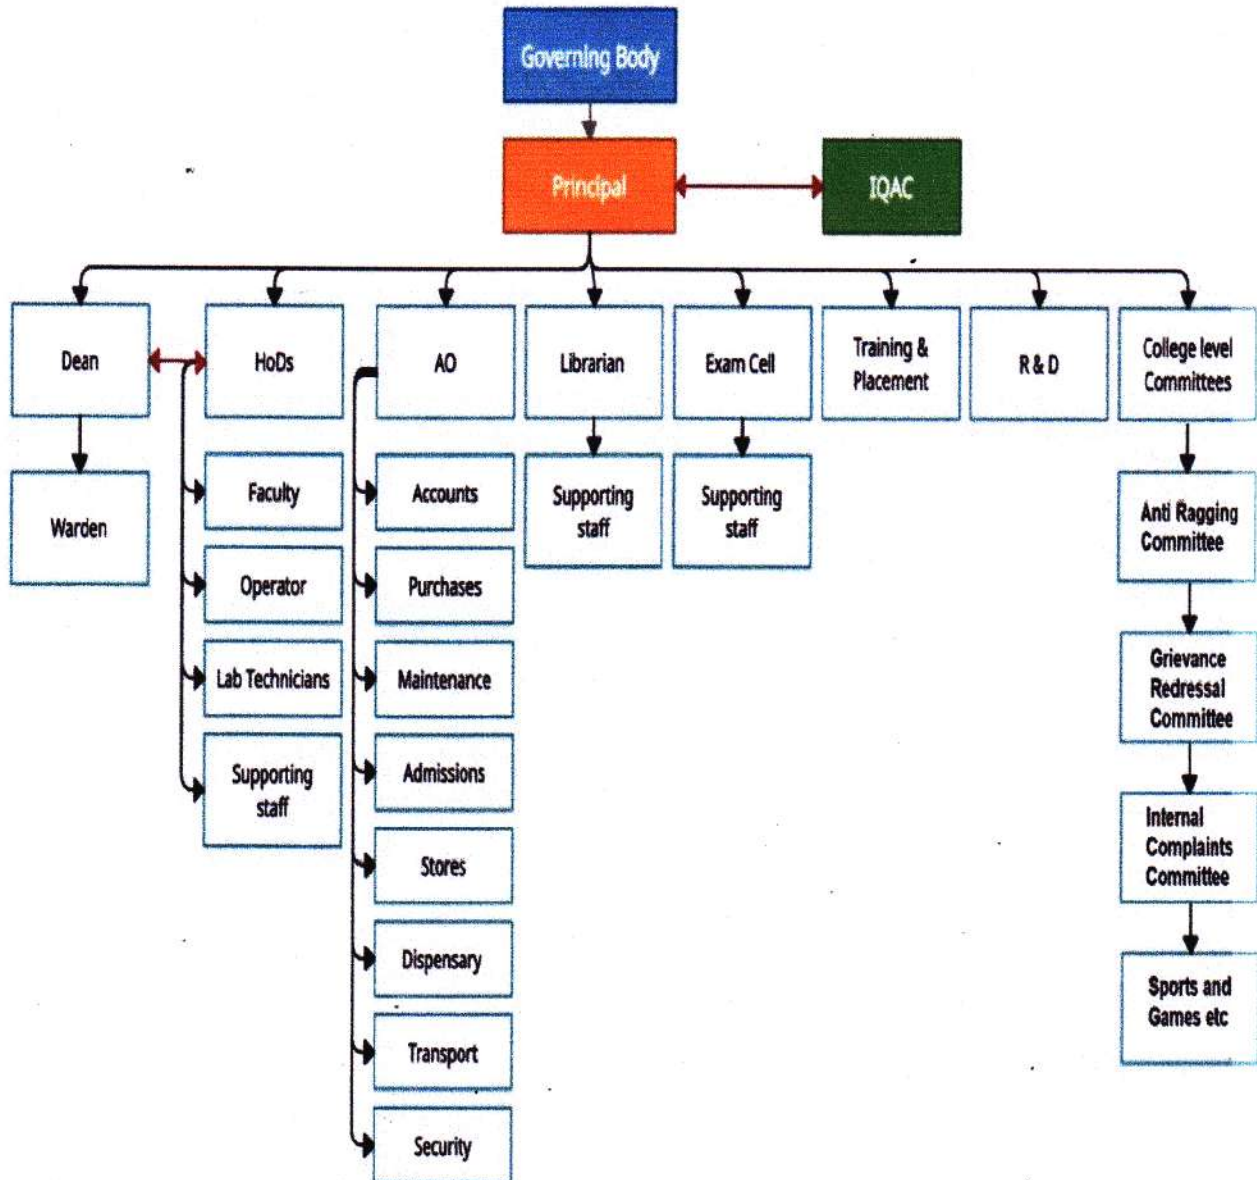 Governing Body
Principal
IQAC
Dean
HoDs
AO
Librarian
Exam Cell
Training &
Placement
R & D
College level
Committees
Warden
Faculty
Operator
Lab Technicians
Supporting
staff
Accounts
Purchases
Maintenance
Admissions
Stores
Dispensary
Transport
Security
Supporting
staff
Supporting
staff
Anti Ragging
Committee
Grievance
Redressal
Committee
Internal
Complaints
Committee
Sports and
Games etc